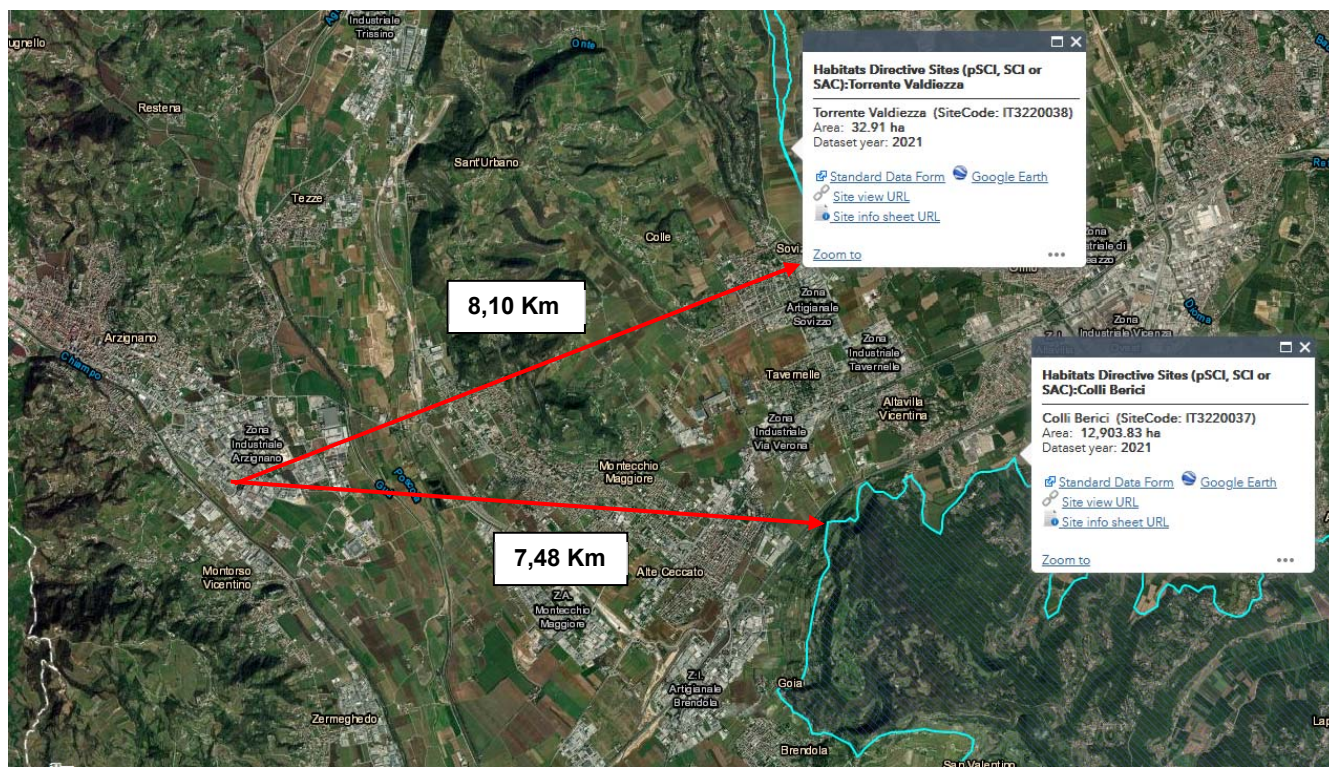 Industriale
Trissino
Onte
Restena
Sant'Urbano
Tezze
Colle
Arzignano
Chiampo
8,10 Km
Zona
Artigianale
Sovizzo
Zona
Industriale
Tavernelle
Tavernelle
Zona
Industriale
Via Verona
Altavilla
Vicentina
Dioma
Zona
Industriale Vicenza
Zona
Industriale
Arzignano
Montecchio
Maggiore
7,48 Km
Alte Ceccato
Montorso
Vicentino
Z.A.
Montecchio
Maggiore
Z.I.
Artigianale
Brendola
Goia
Zermeghedo
Brendola
San Valentino
Habitats Directive Sites (pSCI, SCI or
SAC):Torrente Valdiezza
Torrente Valdiezza (SiteCode: IT3220038)
Area: 32.91 ha
Dataset year: 2021
Standard Data Form Google Earth
Site view URL
Site info sheet URL
Zoom to
Habitats Directive Sites (pSCI, SCI or
SAC):Colli Berici
Colli Berici (SiteCode: IT3220037)
Area: 12,903.83 ha
Dataset year: 2021
Standard Data Form Google Earth
Site view URL
Site info sheet URL
Zoom to